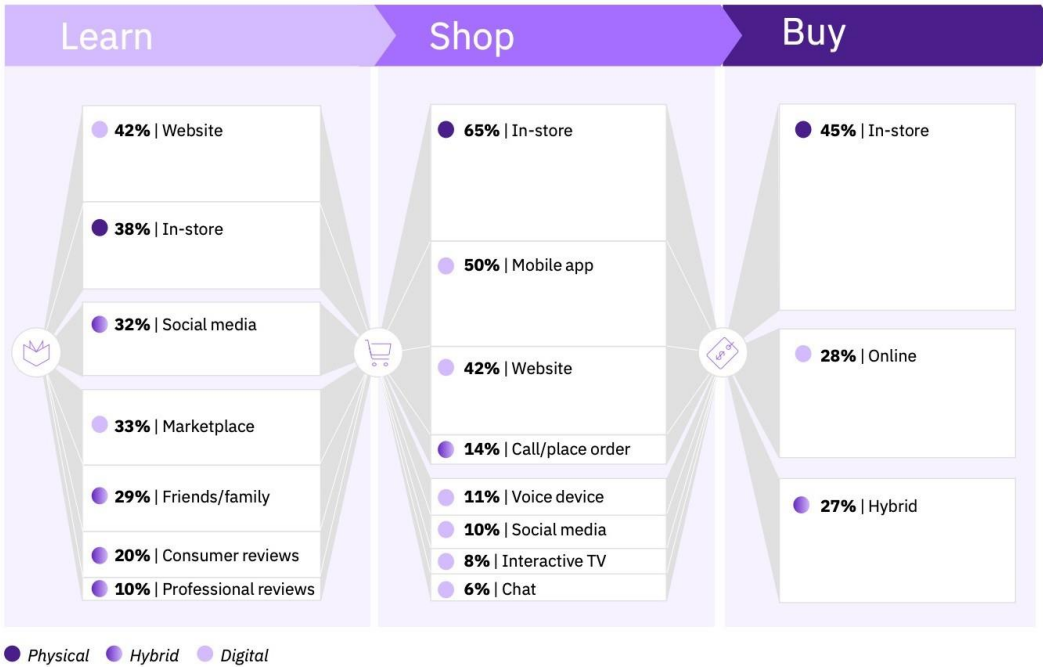 Learn
Shop
Buy
42% | Website
38% | In-store
32% | Social media
33% | Marketplace
29% | Friends/family
20% | Consumer reviews
10% | Professional reviews
65% | In-store
50% | Mobile app
42% | Website
14% | Call/place order
11% | Voice device
10% | Social media
8% | Interactive TV
6% | Chat
45% | In-store
28% | Online
27% | Hybrid
Physical Hybrid Digital